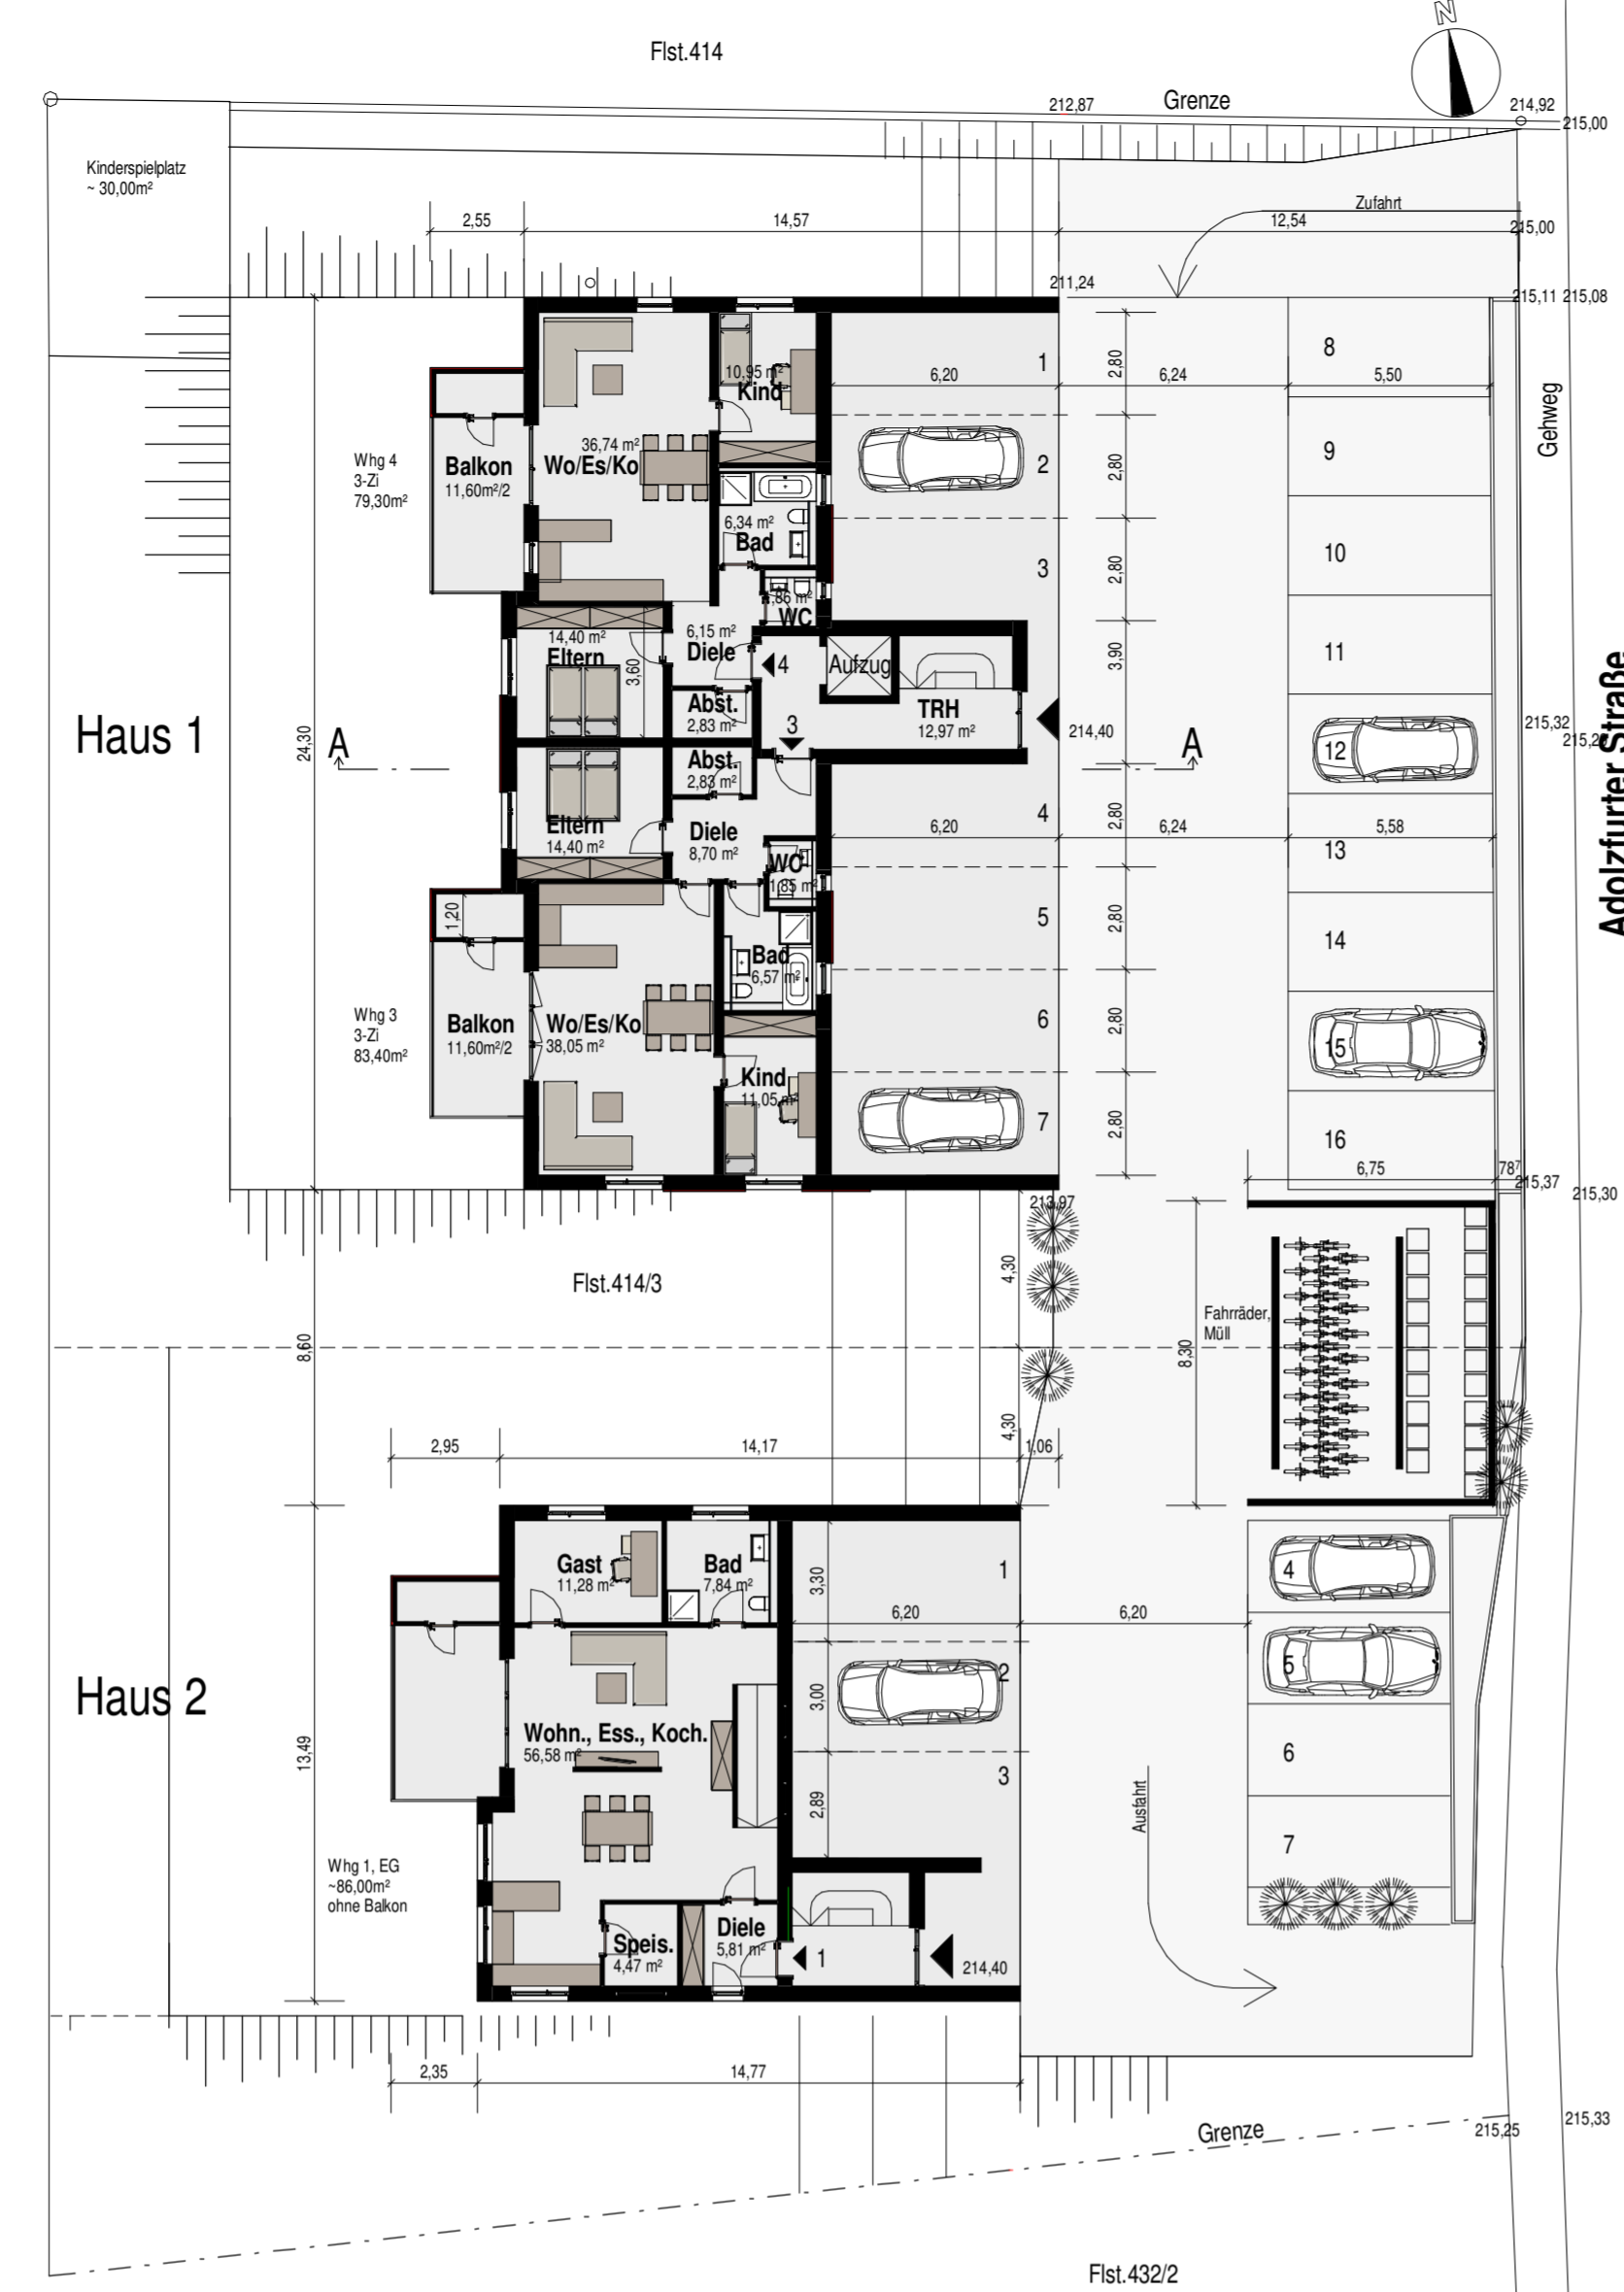 N
Flst.414
212,87
Grenze
214,92
215,00
Kinderspielplatz
~ 30,00m²
Zufahrt
2,55
14,57
12,54
215,00
211,24
215,11
215,08
1
2,80
8
10,95 m²
Kind
6,20
6,24
5,50
Gehweg
36,74 m²
Wo/Es/Ko
Whg 4
3-Zi
79,30m²
Balkon
11,60m²/2
2
2,80
9
6,34 m²
Bad
3
2,80
10
WC
14,40 m²
Eltern
3,60
6,15 m²
Diele
4
Aufzug
3,90
11
Abst.
2,83 m²
3
TRH
12,97 m²
214,40
Haus 1
24,30
A
A
12
215,32
Adolzfurter Straße
Abst.
2,83 m²
Eltern
14,40 m²
Diele
8,70 m²
4
2,80
6,20
6,24
5,58
13
WC
1,85 m²
1,20
5
2,80
14
Bad
6,57 m²
Whg 3
3-Zi
83,40m²
Balkon
11,60m²/2
Wo/Es/Ko
38,05 m²
6
2,80
15
Kind
11,05 m²
7
2,80
16
6,75
78⁷
215,37
215,30
213,97
Flst.414/3
4,30
Fahrräder,
Müll
8,60
8,30
4,30
2,95
14,17
1,06
Gast
11,28 m²
Bad
7,84 m²
3,30
1
4
6,20
6,20
Haus 2
Wohn., Ess., Koch.
56,58 m²
3,00
2
5
13,49
6
2,89
3
Ausfahrt
7
Whg 1, EG
~86,00m²
ohne Balkon
Speis.
4,47 m²
Diele
5,81 m²
1
214,40
2,35
14,77
Grenze
215,25
215,33
Flst.432/2